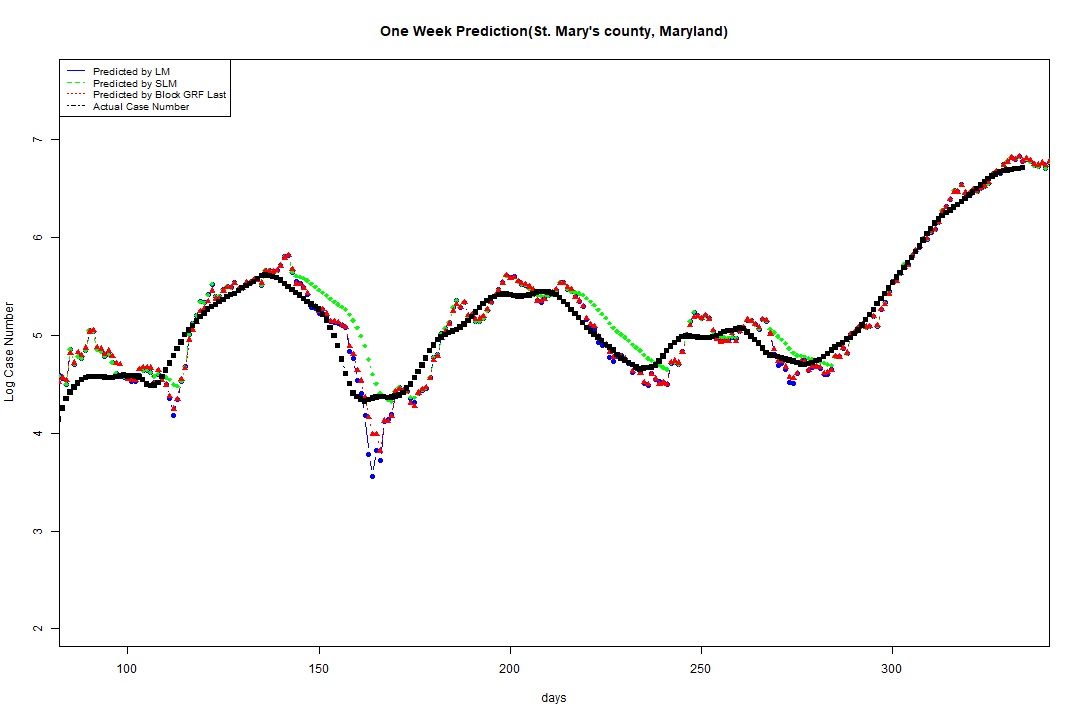 One Week Prediction(St. Mary's county, Maryland)
Predicted by LM
Predicted by SLM
Predicted by Block GRF Last
Actual Case Number
Log Case Number
7
6
5
4
3
2
100 150 200 250 300
days